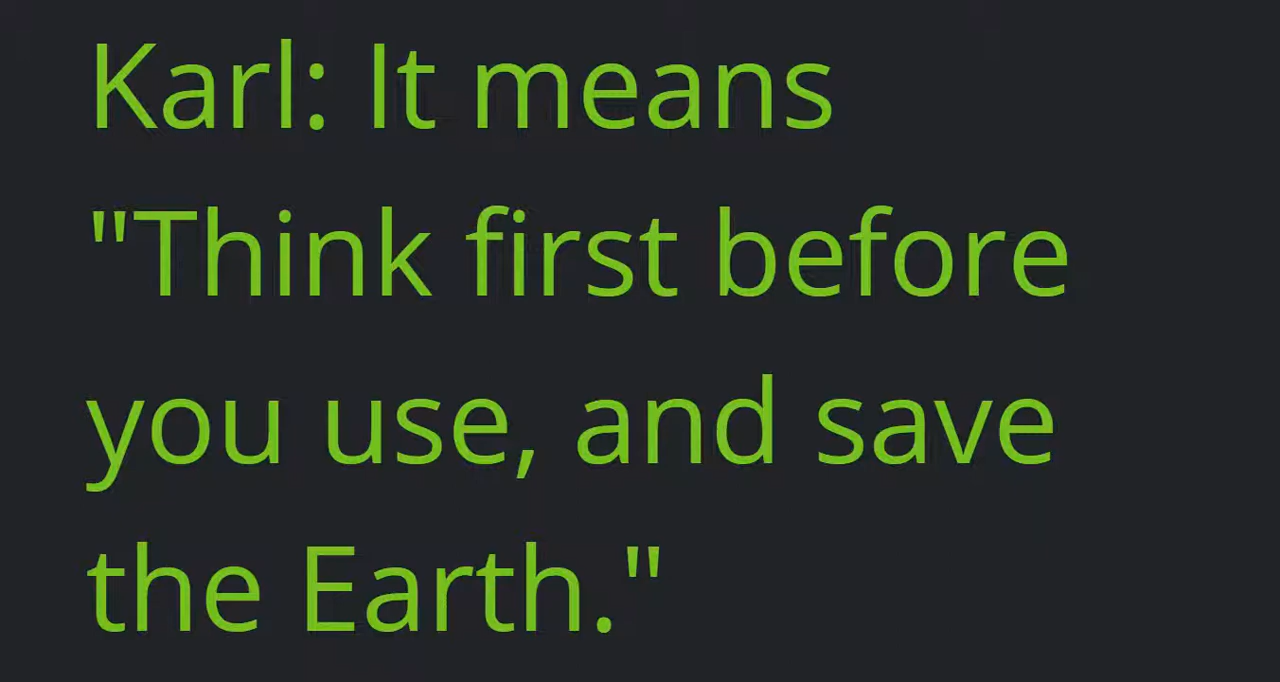 Karl: It means
"Think first before
you use, and save
the Earth."